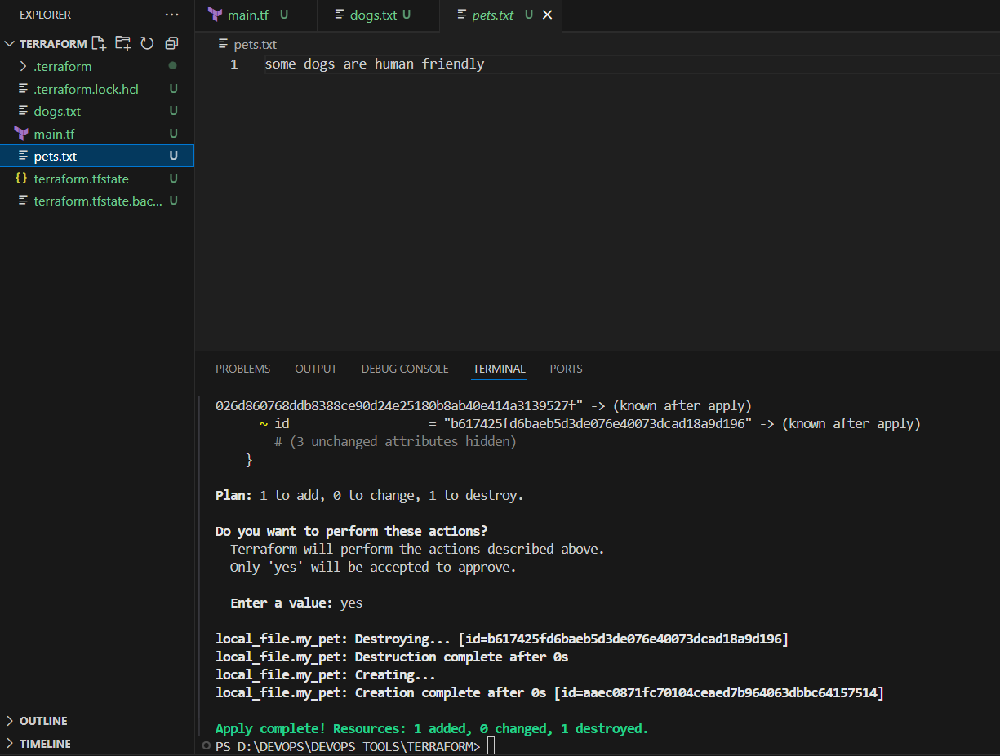 EXPLORER
TERRAFORM
.terraform
.terraform.lock.hcl U
dogs.txt U
main.tf U
pets.txt U
{} terraform.tfstate U
terraform.tfstate.bac... U
OUTLINE
TIMELINE
main.tf U
dogs.txt U
pets.txt U
pets.txt
1 some dogs are human friendly
PROBLEMS OUTPUT DEBUG CONSOLE TERMINAL PORTS
026d860768ddb8388ce90d24e25180b8ab40e414a3139527f" -> (known after apply)
~ id = "b617425fd6baeb5d3de076e40073dcad18a9d196" -> (known after apply)
# (3 unchanged attributes hidden)
}
Plan: 1 to add, 0 to change, 1 to destroy.
Do you want to perform these actions?
Terraform will perform the actions described above.
Only 'yes' will be accepted to approve.
Enter a value: yes
local_file.my_pet: Destroying... [id=b617425fd6baeb5d3de076e40073dcad18a9d196]
local_file.my_pet: Destruction complete after 0s
local_file.my_pet: Creating...
local_file.my_pet: Creation complete after 0s [id=aaec0871fc70104ceaed7b964063dbbc64157514]
Apply complete! Resources: 1 added, 0 changed, 1 destroyed.
PS D:\DEVOPS\DEVOPS TOOLS\TERRAFORM>